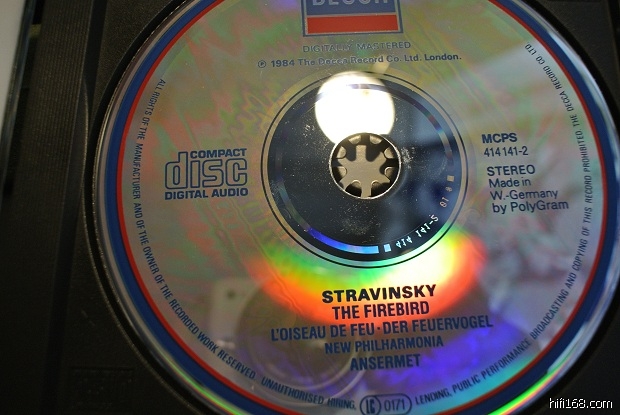 DECCA
DIGITALLY MASTERED
℗ 1984 The Decca Record Co. Ltd. London.
COMPACT
disc
DIGITAL AUDIO
MCPS
414 141-2
STEREO
Made in
W.-Germany
by PolyGram
414 141-2 01
STRAVINSKY
THE FIREBIRD
L'OISEAU DE FEU · DER FEUERVOGEL
NEW PHILHARMONIA
ANSERMET
ALL RIGHTS OF THE MANUFACTURER AND OF THE OWNER OF THE RECORDED WORK RESERVED. UNAUTHORISED HIRING, LENDING, PUBLIC PERFORMANCE, BROADCASTING AND COPYING OF THIS RECORD PROHIBITED. THE DECCA RECORD CO. LTD.
LC 0171
hifi168.com